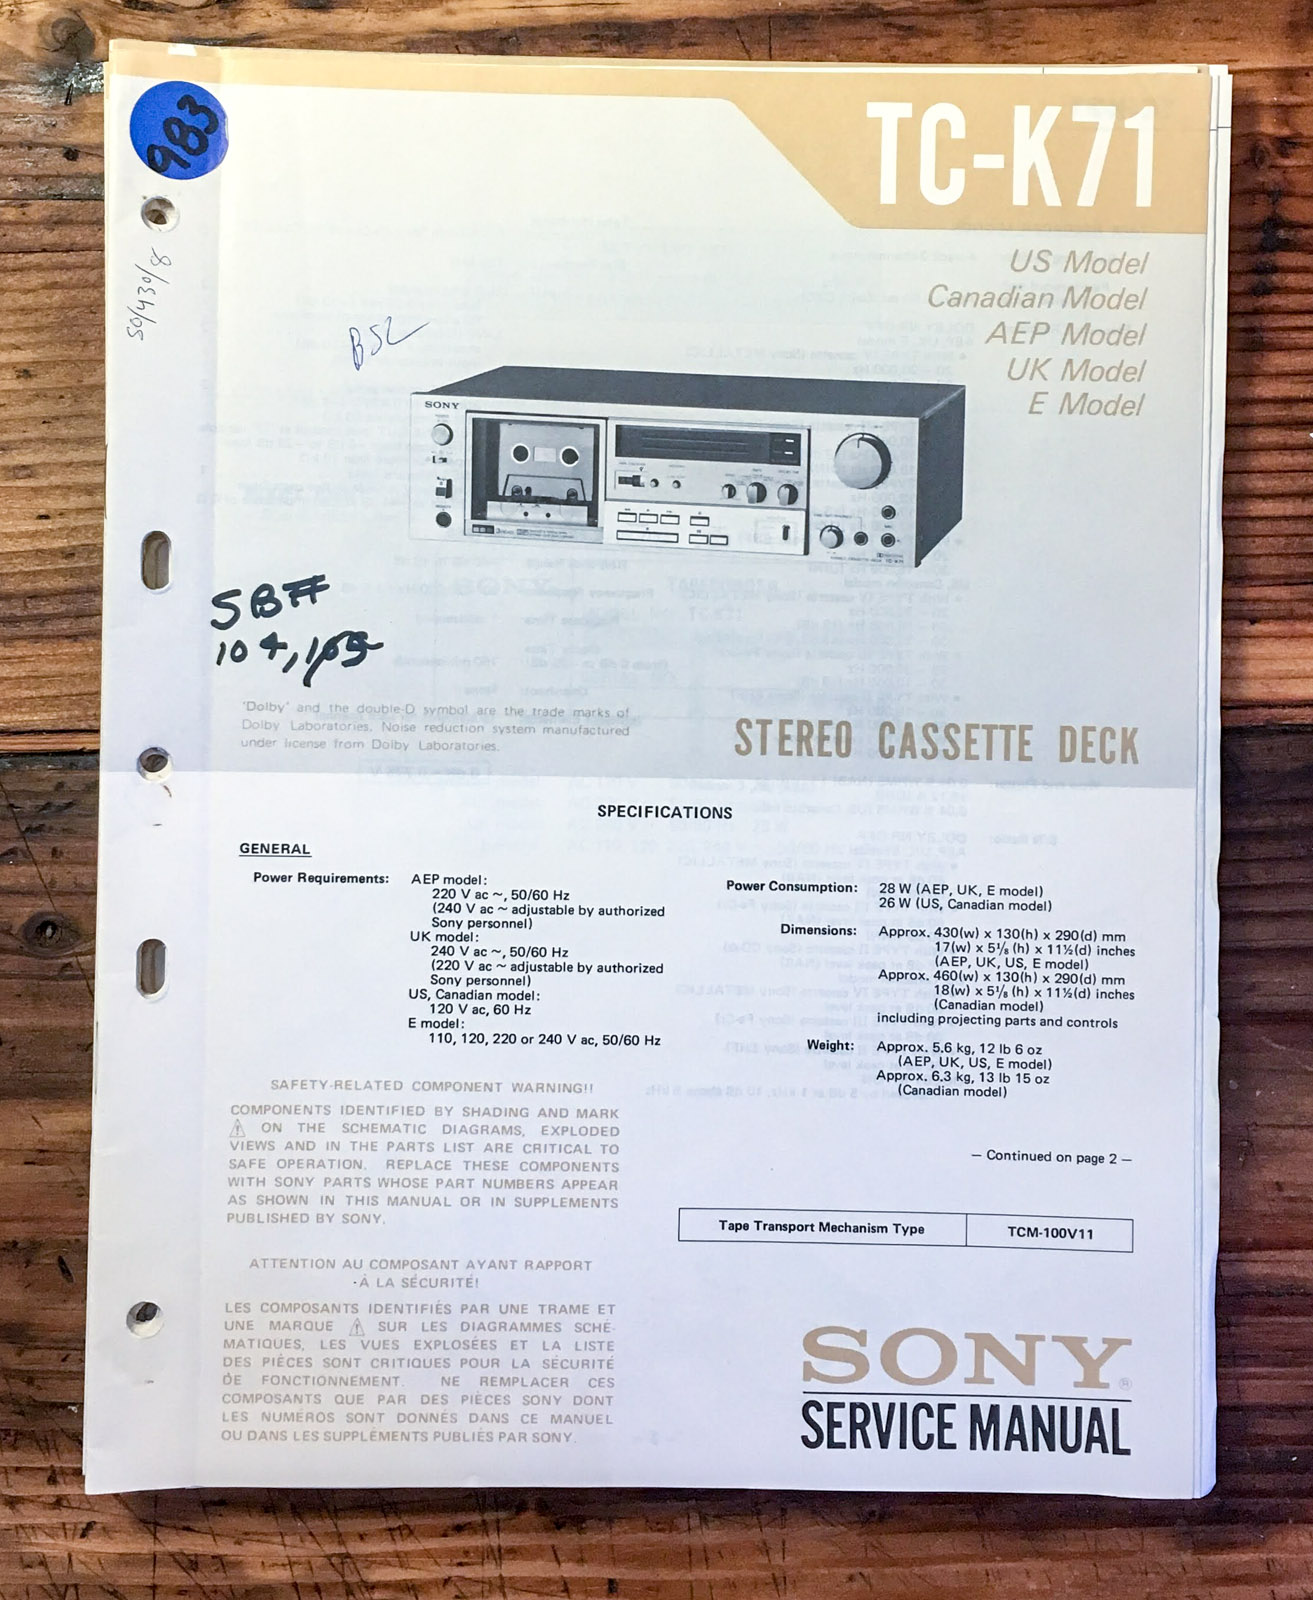 983
TC-K71
US Model
Canadian Model
AEP Model
UK Model
E Model
50/430/8
B52
SONY
SB#
104,
'Dolby' and the double-D symbol are the trade marks of
Dolby Laboratories. Noise reduction system manufactured
under license from Dolby Laboratories.
STEREO CASSETTE DECK
SPECIFICATIONS
GENERAL
Power Requirements:
AEP model:
220 V ac ~, 50/60 Hz
(240 V ac ~ adjustable by authorized
Sony personnel)
UK model:
240 V ac ~, 50/60 Hz
(220 V ac ~ adjustable by authorized
Sony personnel)
US, Canadian model:
120 V ac, 60 Hz
E model:
110, 120, 220 or 240 V ac, 50/60 Hz
Power Consumption: 28 W (AEP, UK, E model)
26 W (US, Canadian model)
Dimensions: Approx. 430(w) x 130(h) x 290(d) mm
17(w) x 5⅛ (h) x 11½(d) inches
(AEP, UK, US, E model)
Approx. 460(w) x 130(h) x 290(d) mm
18(w) x 5⅛ (h) x 11½(d) inches
(Canadian model)
including projecting parts and controls
Weight: Approx. 5.6 kg, 12 lb 6 oz
(AEP, UK, US, E model)
Approx. 6.3 kg, 13 lb 15 oz
(Canadian model)
— Continued on page 2 —
SAFETY-RELATED COMPONENT WARNING!!
COMPONENTS IDENTIFIED BY SHADING AND MARK
⚠ ON THE SCHEMATIC DIAGRAMS, EXPLODED
VIEWS AND IN THE PARTS LIST ARE CRITICAL TO
SAFE OPERATION. REPLACE THESE COMPONENTS
WITH SONY PARTS WHOSE PART NUMBERS APPEAR
AS SHOWN IN THIS MANUAL OR IN SUPPLEMENTS
PUBLISHED BY SONY.
ATTENTION AU COMPOSANT AYANT RAPPORT
À LA SÉCURITÉ!
LES COMPOSANTS IDENTIFIÉS PAR UNE TRAME ET
UNE MARQUE ⚠ SUR LES DIAGRAMMES SCHÉ-
MATIQUES, LES VUES EXPLOSÉES ET LA LISTE
DES PIÈCES SONT CRITIQUES POUR LA SÉCURITÉ
DE FONCTIONNEMENT. NE REMPLACER CES
COMPOSANTS QUE PAR DES PIÈCES SONY DONT
LES NUMÉROS SONT DONNÉS DANS CE MANUEL
OU DANS LES SUPPLÉMENTS PUBLIÉS PAR SONY.
Tape Transport Mechanism Type TCM-100V11
SONY®
SERVICE MANUAL